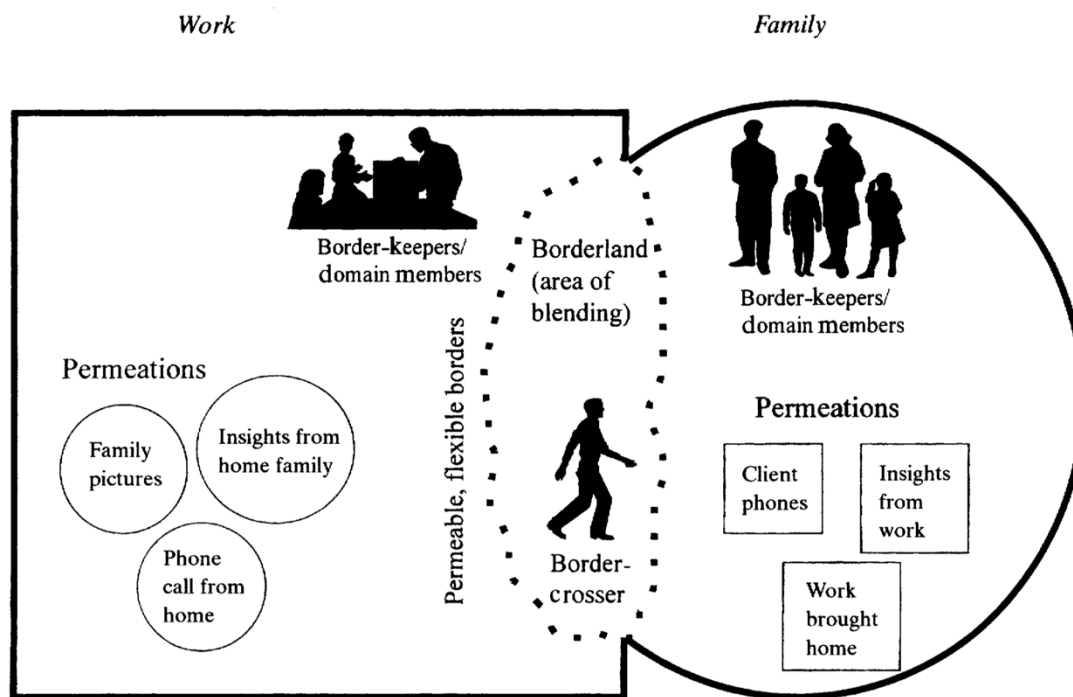 Work
Family
Border-keepers/
domain members
Borderland
(area of
blending)
Border-keepers/
domain members
Permeable, flexible borders
Permeations
Family
pictures
Insights from
home family
Phone
call from
home
Border-
crosser
Permeations
Client
phones
Insights
from
work
Work
brought
home